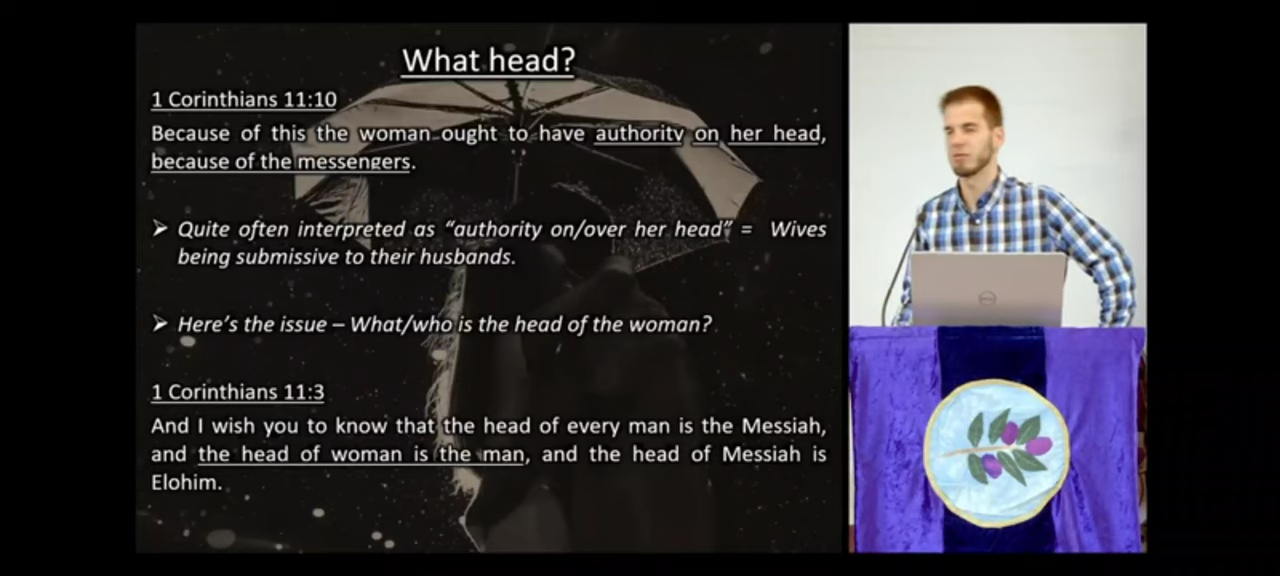 What head?
1 Corinthians 11:10
Because of this the woman ought to have authority on her head,
because of the messengers.
➢ Quite often interpreted as “authority on/over her head” = Wives
being submissive to their husbands.
➢ Here’s the issue – What/who is the head of the woman?
1 Corinthians 11:3
And I wish you to know that the head of every man is the Messiah,
and the head of woman is the man, and the head of Messiah is
Elohim.